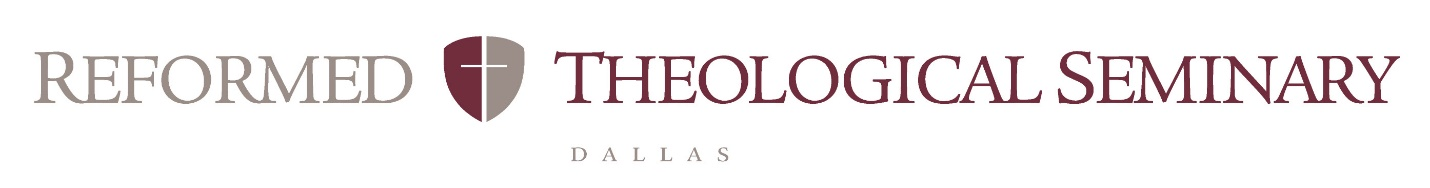 REFORMED THEOLOGICAL SEMINARY
DALLAS